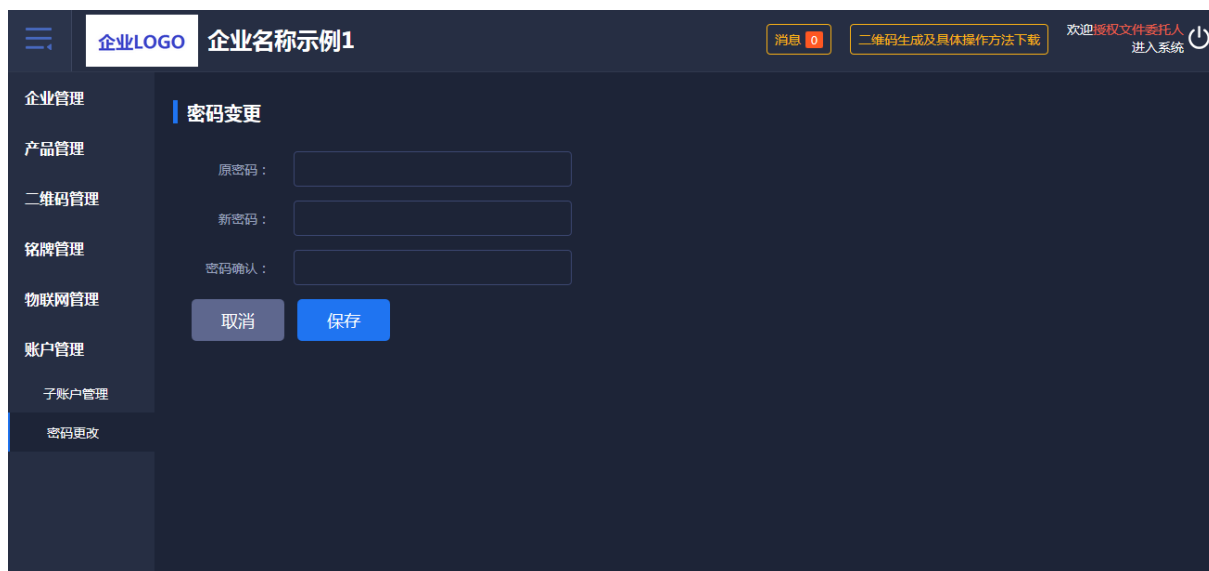 企业LOGO
企业名称示例1
消息 0
二维码生成及具体操作方法下载
欢迎授权文件委托人
进入系统
企业管理
产品管理
二维码管理
铭牌管理
物联网管理
账户管理
子账户管理
密码更改
密码变更
原密码：
新密码：
密码确认：
取消
保存